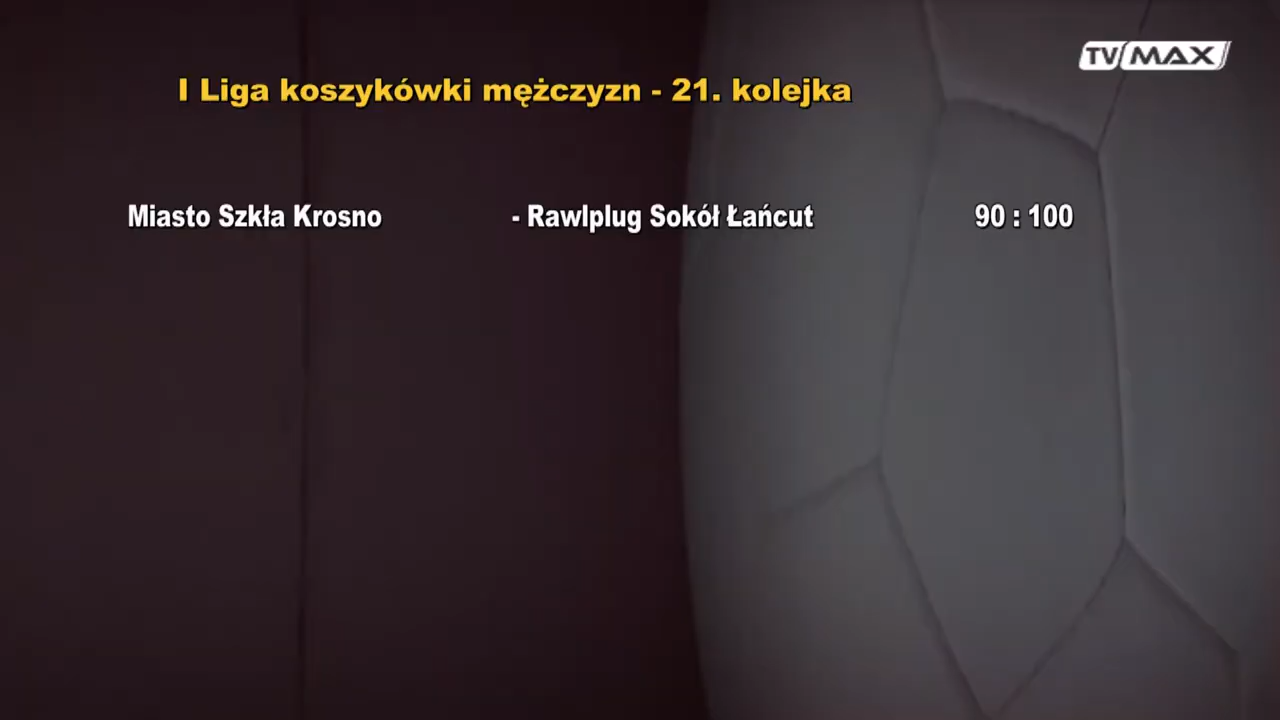 TV MAX
I Liga koszykówki mężczyzn - 21. kolejka
Miasto Szkła Krosno - Rawlplug Sokół Łańcut 90 : 100